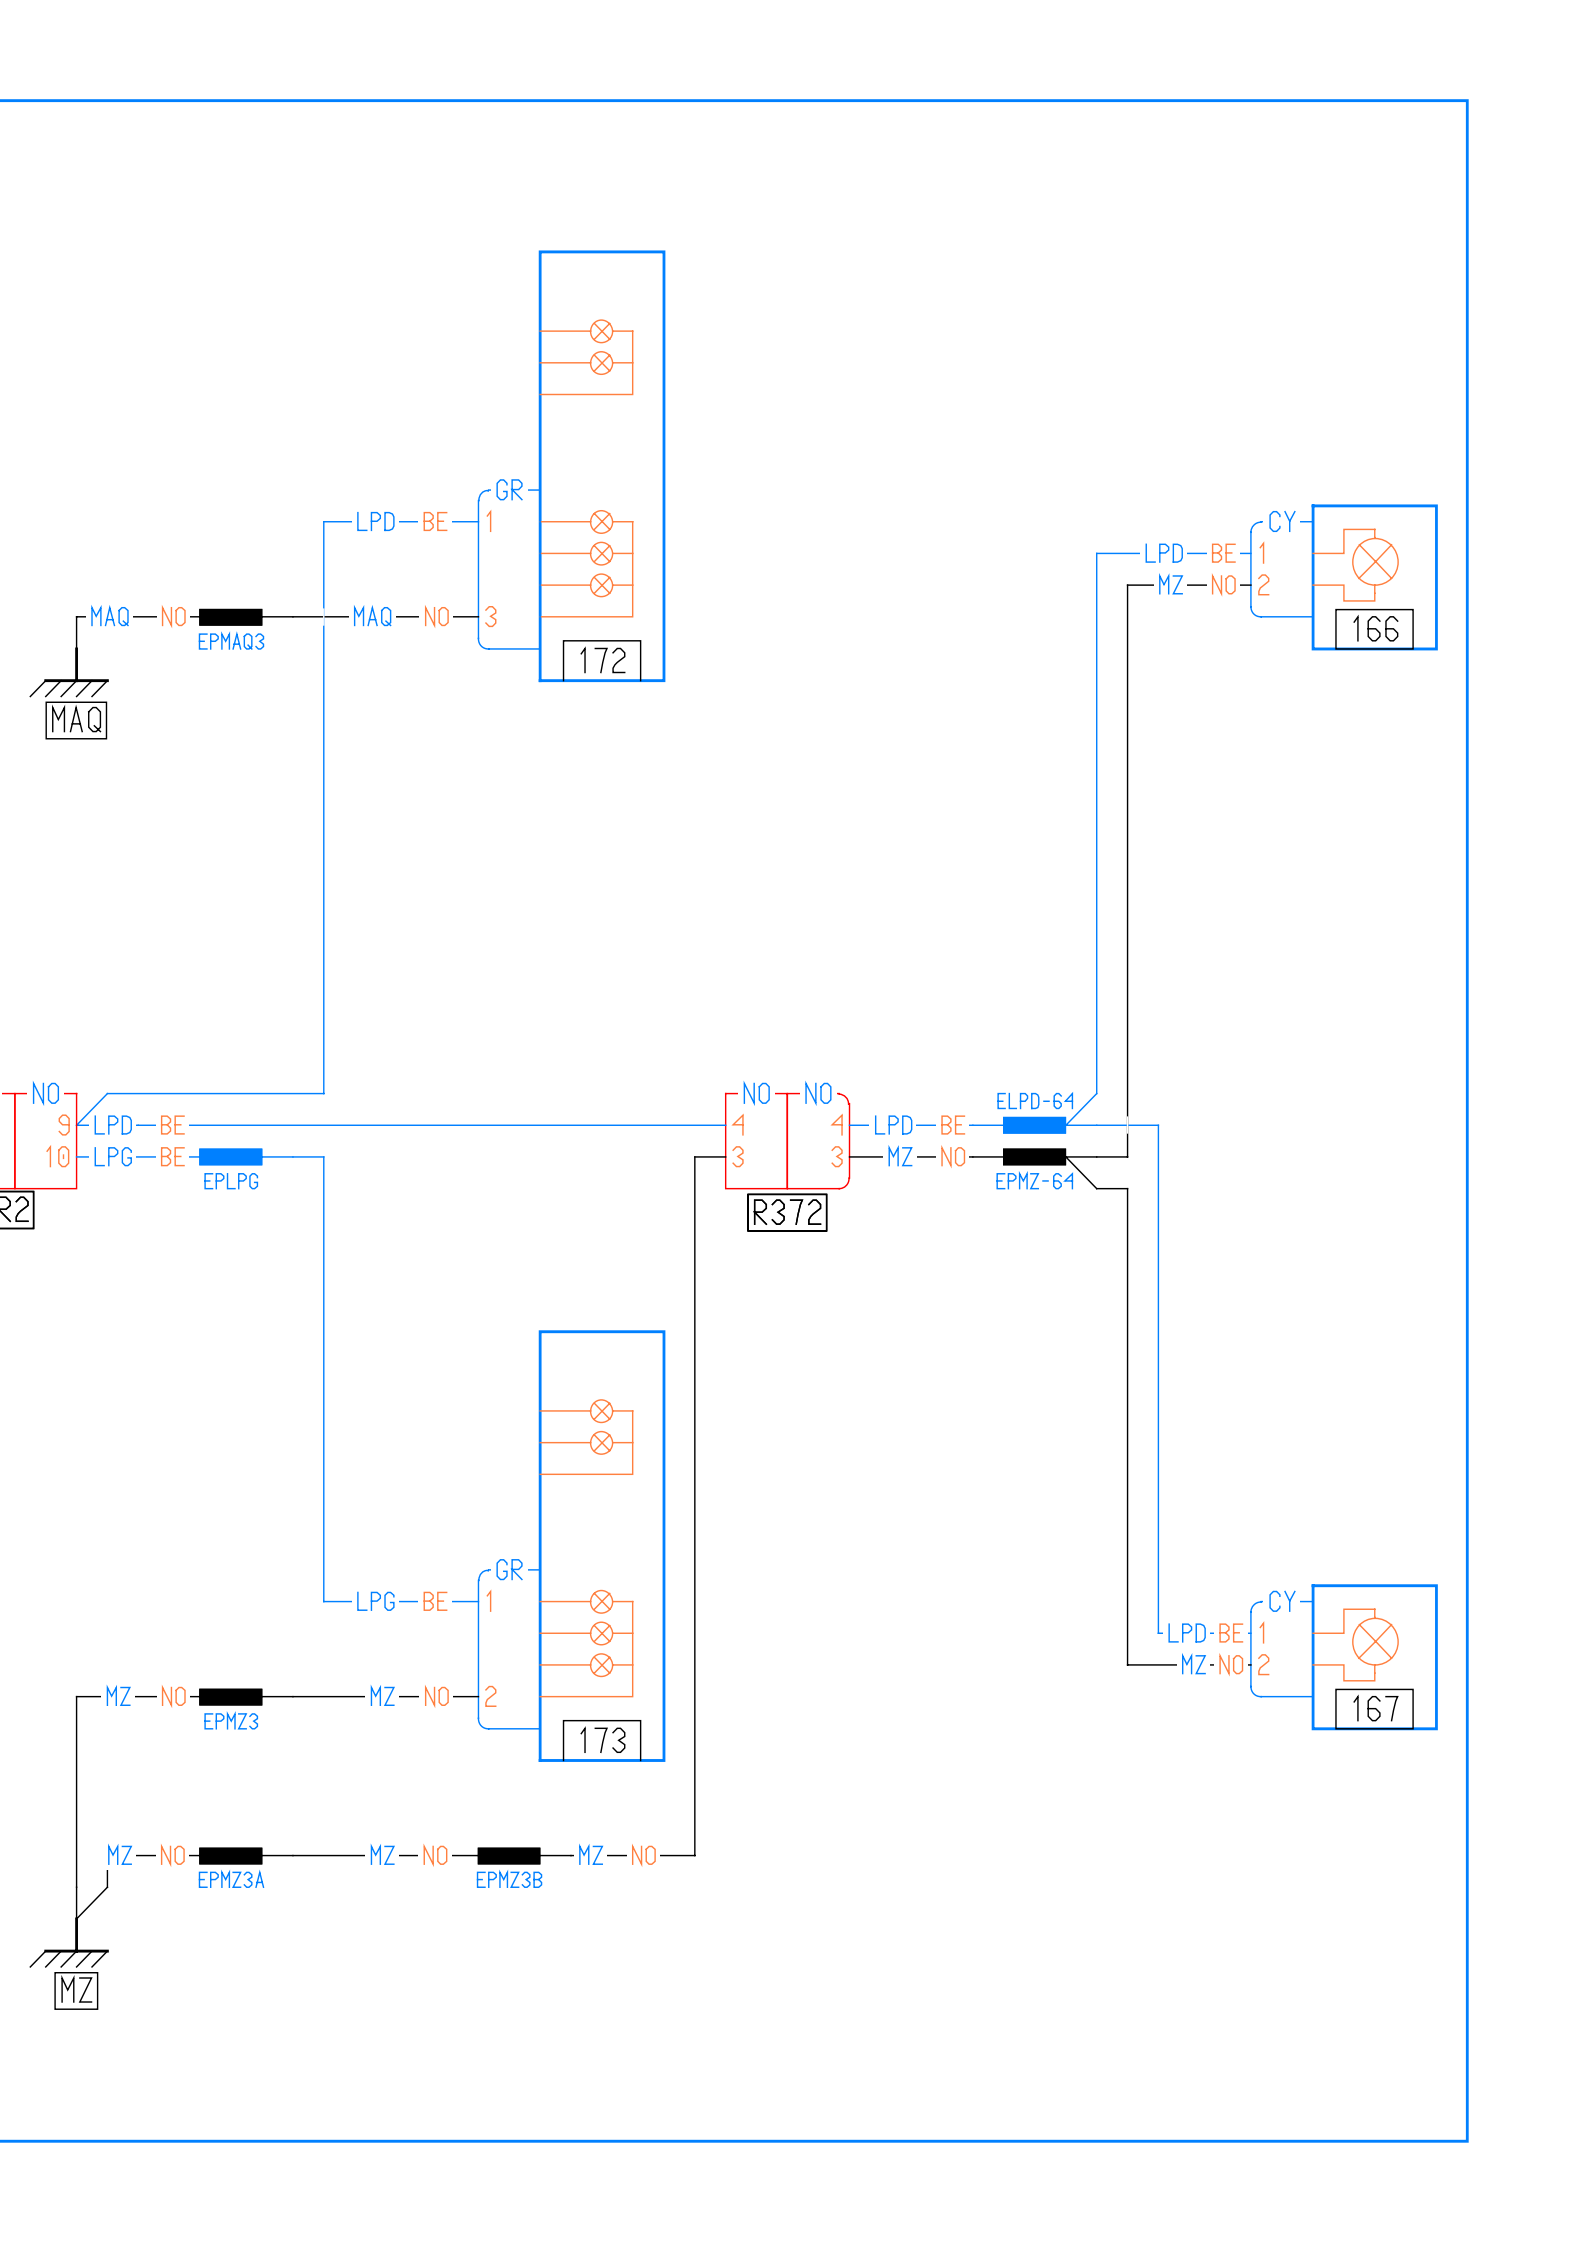 GR
LPD BE 1
CY
LPD BE 1
MZ NO 2
MAQ NO MAQ NO 3
EPMAQ3
172
166
MAQ
NO
NO NO
ELPD-64
9 LPD BE
4 4 LPD BE
10 LPG BE
3 3 MZ NO
EPLPG
EPMZ-64
R2
R372
GR
LPG BE 1
CY
LPD BE 1
MZ NO 2
MZ NO MZ NO 2
EPMZ3
173
167
MZ NO MZ NO MZ NO
EPMZ3A EPMZ3B
MZ